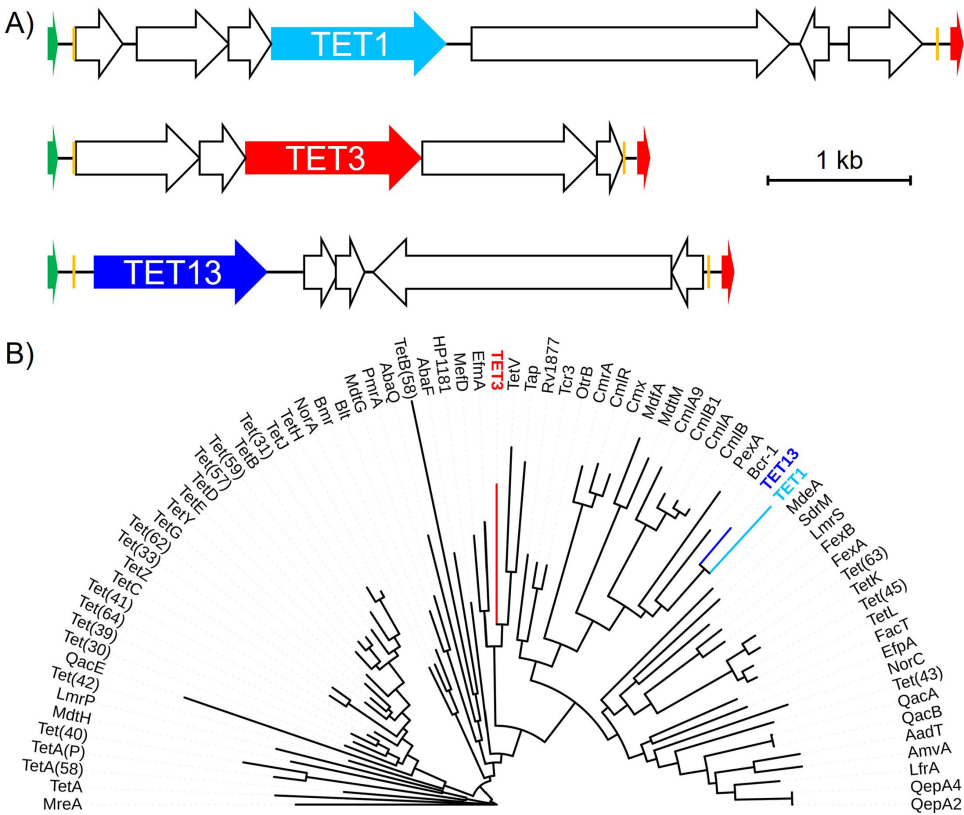 A)
TET1
TET3
1 kb
TET13
B)
MreA
TetA
TetA(58)
TetA(P)
Tet(40)
MdtH
LmrP
Tet(42)
QacE
Tet(30)
Tet(39)
Tet(64)
Tet(41)
TetC
TetZ
Tet(33)
Tet(62)
TetG
TetY
TetE
TetD
Tet(57)
Tet(59)
TetB
Tet(31)
TetJ
TetH
NorA
Bmr
Blt
MdtG
PmrA
AbaQ
TetB(58)
AbaF
HP1181
MefD
EfmA
TET3
TetV
Tap
Rv1877
Tcr3
OtrB
CmrA
CmlR
Cmx
MdfA
MdtM
CmlA9
CmlB1
CmlA
CmlB
PexA
Bcr-1
TET13
TET1
MdeA
SdrM
LmrS
FexB
FexA
Tet(63)
TetK
Tet(45)
TetL
FacT
EfpA
NorC
Tet(43)
QacA
QacB
AadT
AmvA
LfrA
QepA4
QepA2